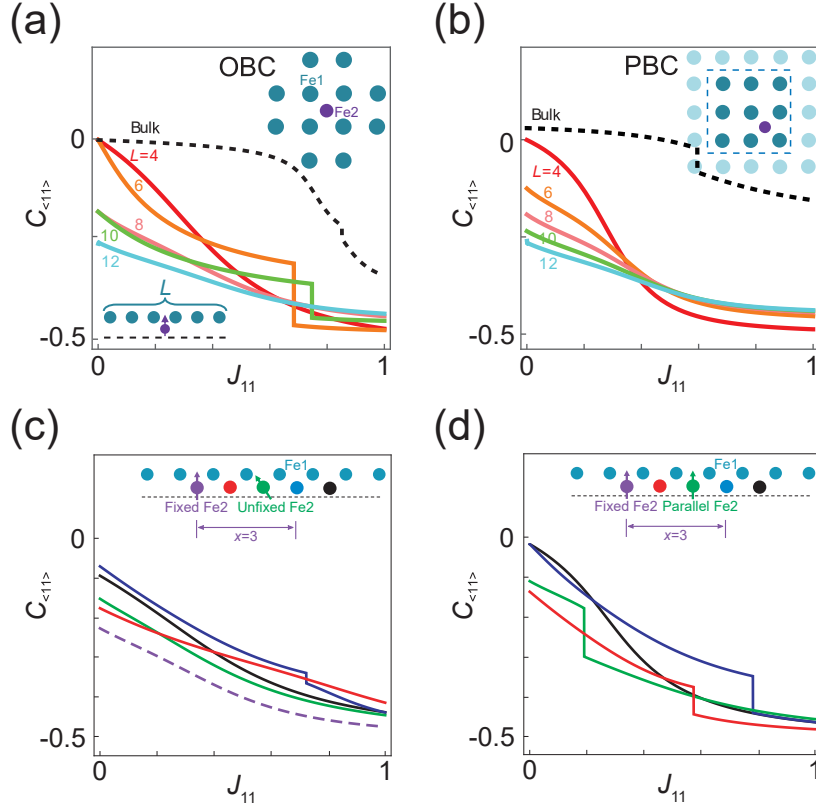 (a)
OBC
Fe1
Fe2
Bulk
L=4
6
8
10
12
L
0
-0.5
C<11>
0
J11
1
(b)
PBC
Bulk
L=4
6
8
10
12
0
-0.5
C<11>
0
J11
1
(c)
Fe1
Fixed Fe2
Unfixed Fe2
x=3
0
-0.5
C<11>
0
J11
1
(d)
Fe1
Fixed Fe2
Parallel Fe2
x=3
0
-0.5
C<11>
0
J11
1